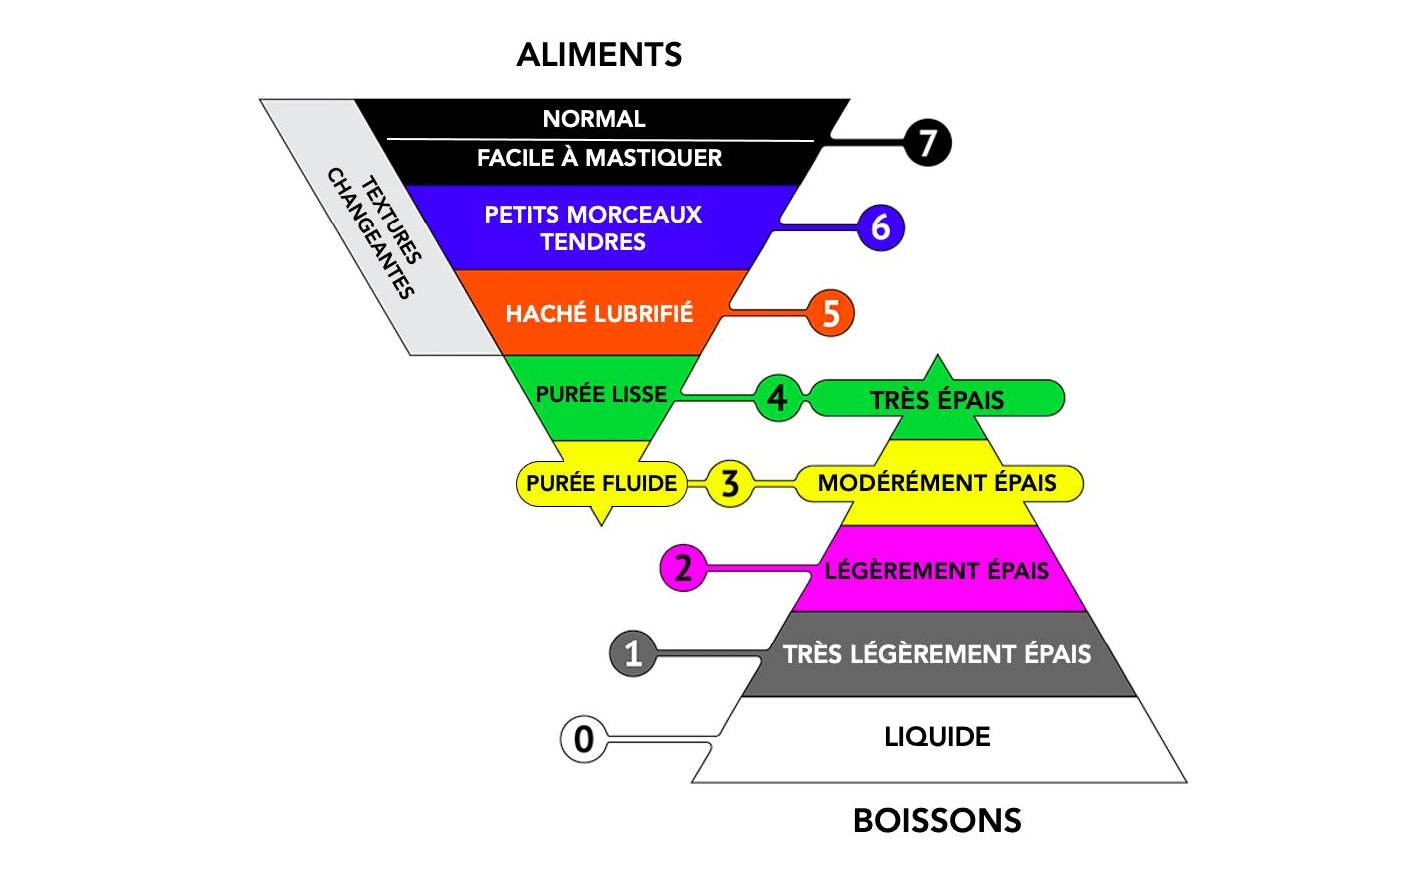 ALIMENTS
NORMAL
7
FACILE À MASTIQUER
TEXTURES
CHANGEANTES
PETITS MORCEAUX
TENDRES
6
HACHÉ LUBRIFIÉ
5
PURÉE LISSE
4
TRÈS ÉPAIS
PURÉE FLUIDE
3
MODÉRÉMENT ÉPAIS
2
LÉGÈREMENT ÉPAIS
1
TRÈS LÉGÈREMENT ÉPAIS
0
LIQUIDE
BOISSONS